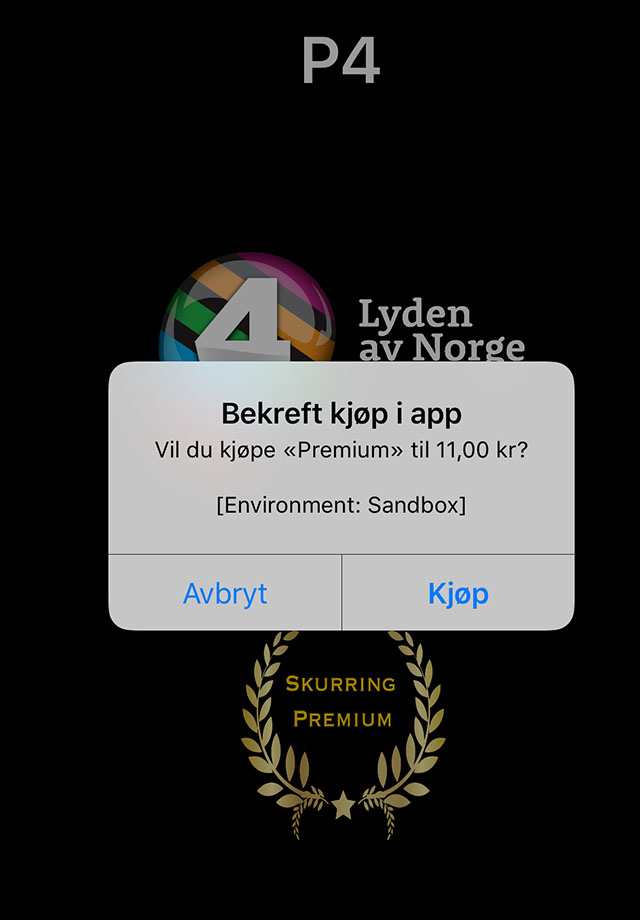 P4
4
Lyden
av Norge
Bekreft kjøp i app
Vil du kjøpe «Premium» til 11,00 kr?
[Environment: Sandbox]
Avbryt
Kjøp
SKURRING
PREMIUM